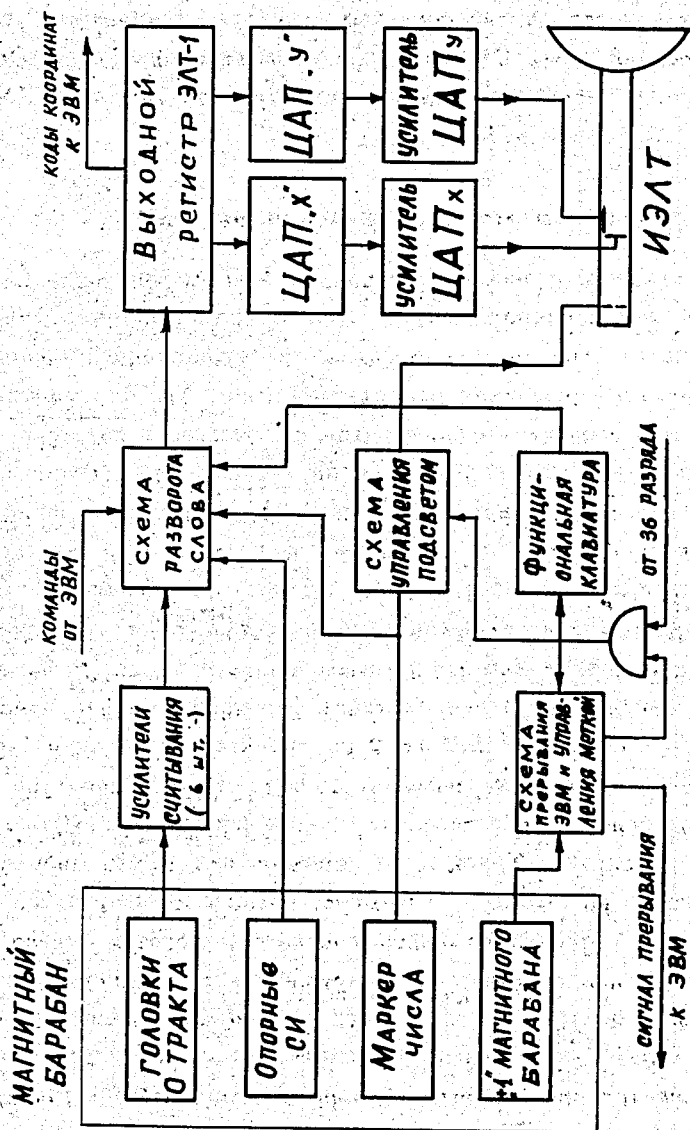 МАГНИТНЫЙ
БАРАБАН
ГОЛОВКИ
О ТРАКТА
Опорные
СИ
Маркер
числа
"+1" магнитного
барабана
УСИЛИТЕЛИ
СЧИТЫВАНИЯ
( 6 шт. )
КОМАНДЫ
ОТ ЭВМ
схема
разворота
слова
схема
прерывания
ЭВМ и управ-
ления меткой
схема
управления
подсветом
Функци-
ональная
клавиатура
от 36 разряда
сигнал прерывания
к ЭВМ
КОДЫ КООРДИНАТ
К ЭВМ
Выходной
регистр ЭЛТ-1
ЦАП „X"
ЦАП „У"
усилитель
ЦАП х
усилитель
ЦАП у
ИЭЛТ